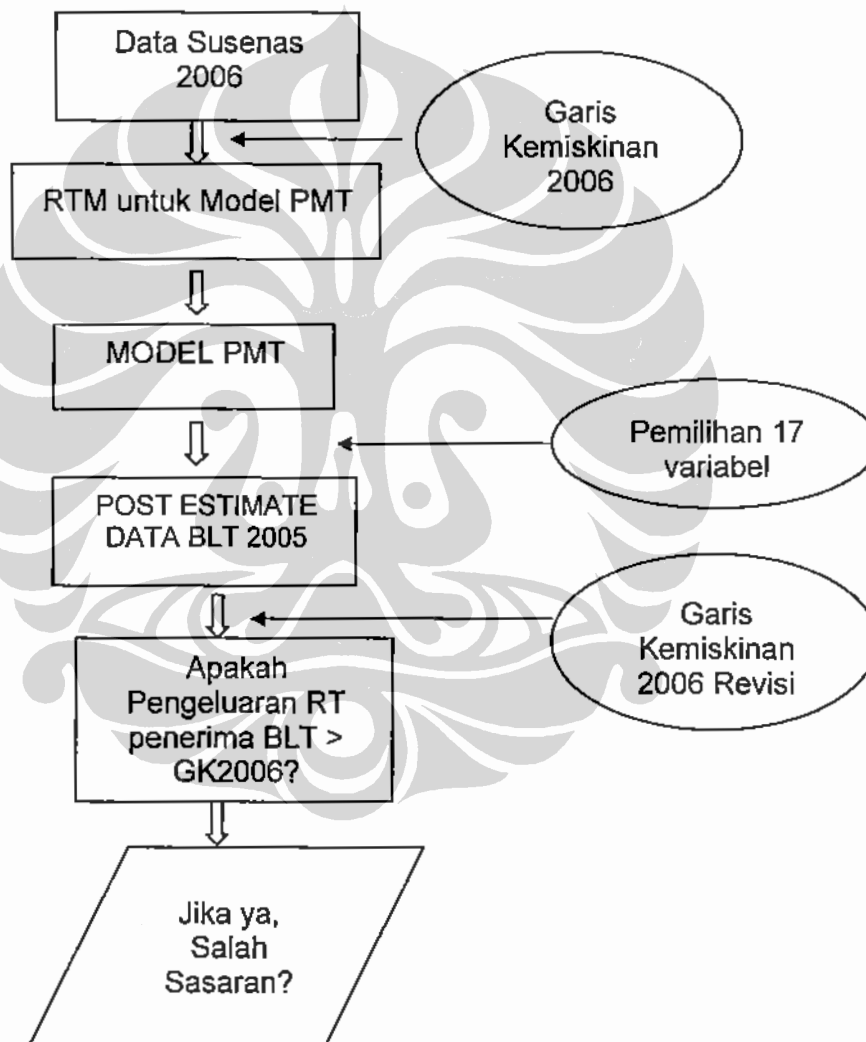 Data Susenas
2006
Garis
Kemiskinan
2006
RTM untuk Model PMT
MODEL PMT
Pemilihan 17
variabel
POST ESTIMATE
DATA BLT 2005
Garis
Kemiskinan
2006 Revisi
Apakah
Pengeluaran RT
penerima BLT >
GK2006?
Jika ya,
Salah
Sasaran?